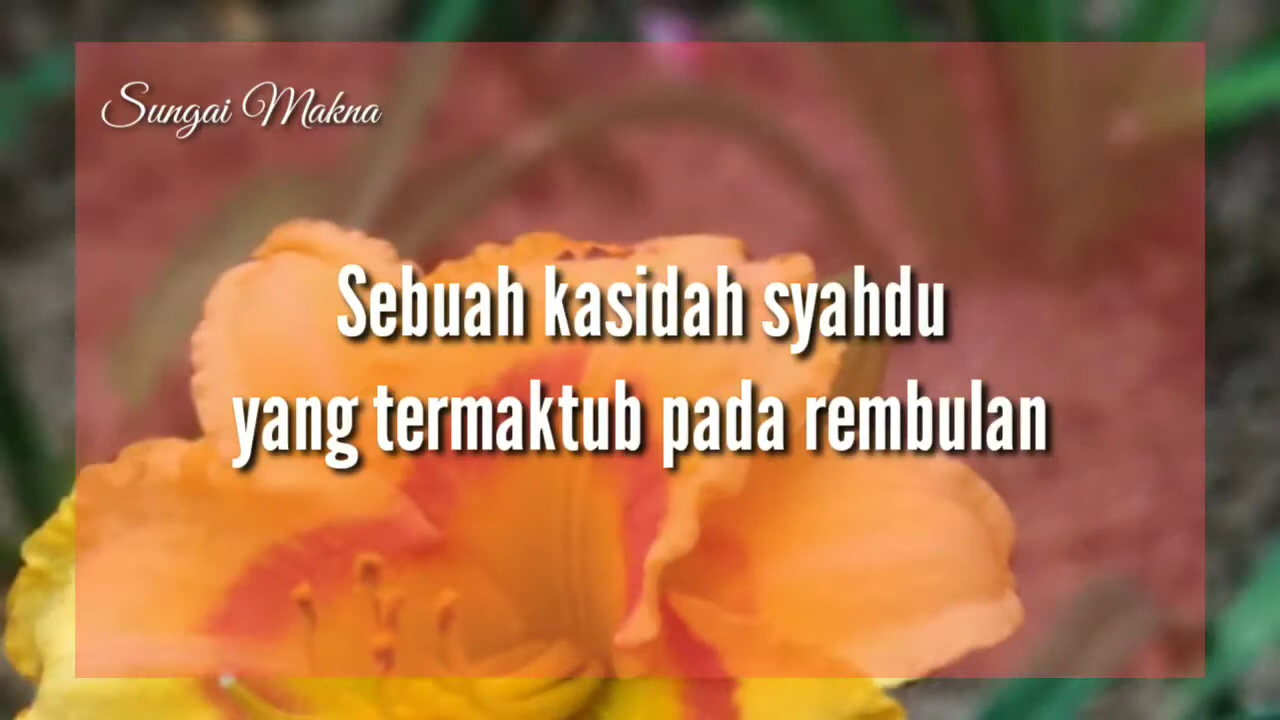 Sungai Makna
Sebuah kasidah syahdu
yang termaktub pada rembulan